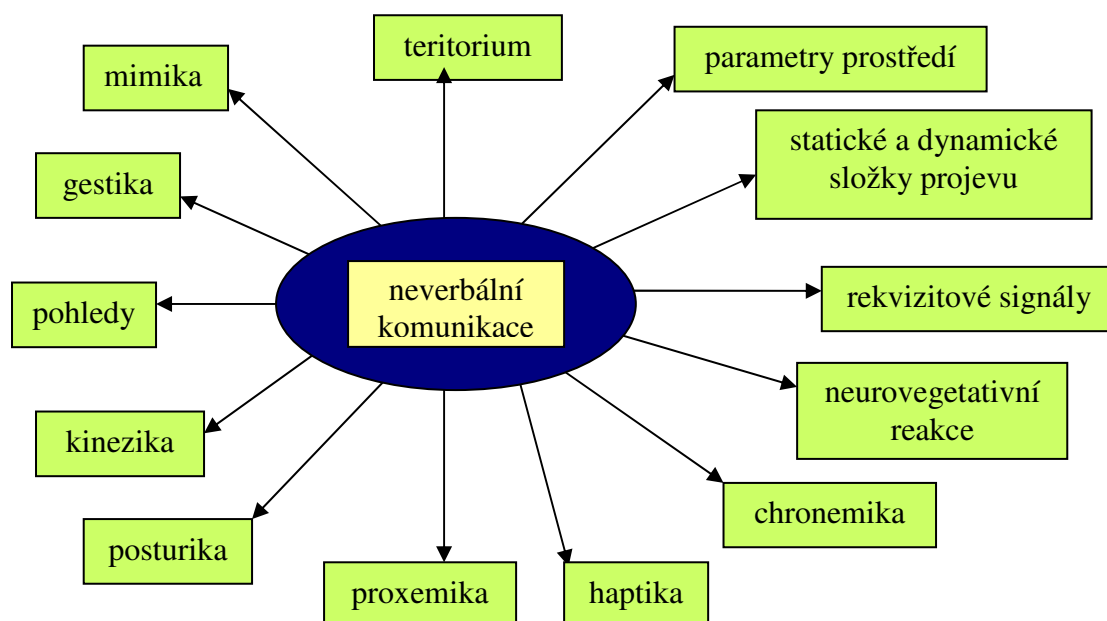 teritorium
parametry prostředí
mimika
statické a dynamické
složky projevu
gestika
neverbální
komunikace
rekvizitové signály
pohledy
neurovegetativní
reakce
kinezika
chronemika
posturika
proxemika
haptika